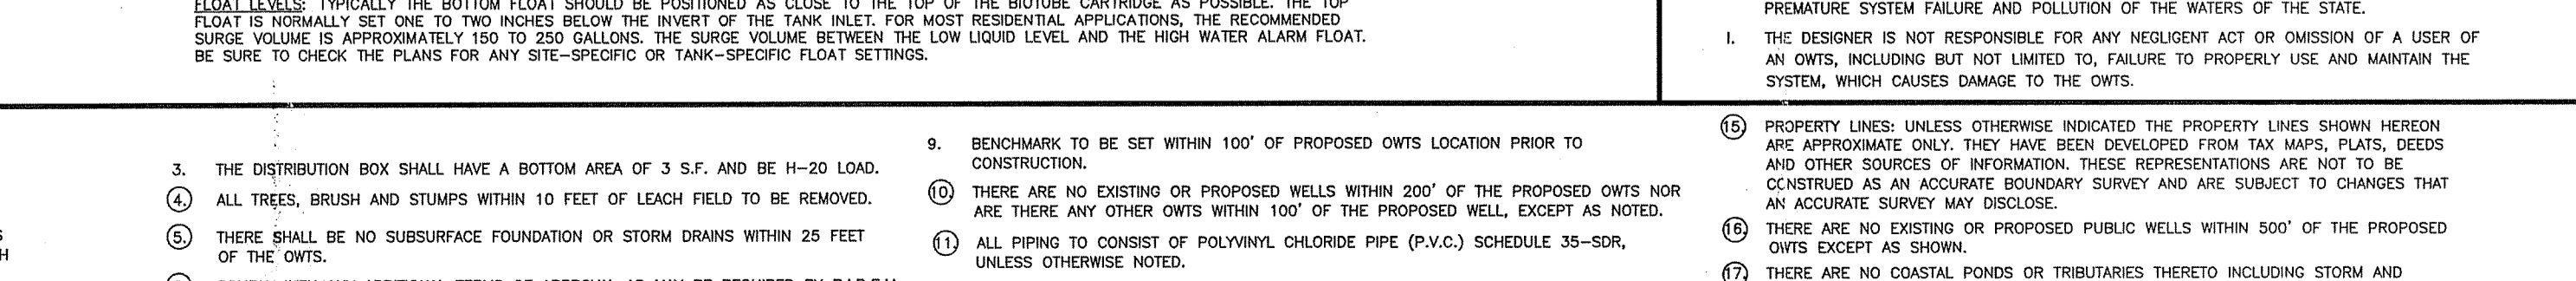 FLOAT LEVELS: TYPICALLY THE BOTTOM FLOAT SHOULD BE POSITIONED AS CLOSE TO THE TOP OF THE BIOTUBE CARTRIDGE AS POSSIBLE. THE TOP
FLOAT IS NORMALLY SET ONE TO TWO INCHES BELOW THE INVERT OF THE TANK INLET. FOR MOST RESIDENTIAL APPLICATIONS, THE RECOMMENDED
SURGE VOLUME IS APPROXIMATELY 150 TO 250 GALLONS. THE SURGE VOLUME BETWEEN THE LOW LIQUID LEVEL AND THE HIGH WATER ALARM FLOAT.
BE SURE TO CHECK THE PLANS FOR ANY SITE-SPECIFIC OR TANK-SPECIFIC FLOAT SETTINGS.
PREMATURE SYSTEM FAILURE AND POLLUTION OF THE WATERS OF THE STATE.
I. THE DESIGNER IS NOT RESPONSIBLE FOR ANY NEGLIGENT ACT OR OMISSION OF A USER OF
AN OWTS, INCLUDING BUT NOT LIMITED TO, FAILURE TO PROPERLY USE AND MAINTAIN THE
SYSTEM, WHICH CAUSES DAMAGE TO THE OWTS.
S
H
3. THE DISTRIBUTION BOX SHALL HAVE A BOTTOM AREA OF 3 S.F. AND BE H-20 LOAD.
4. ALL TREES, BRUSH AND STUMPS WITHIN 10 FEET OF LEACH FIELD TO BE REMOVED.
5. THERE SHALL BE NO SUBSURFACE FOUNDATION OR STORM DRAINS WITHIN 25 FEET
OF THE OWTS.
9. BENCHMARK TO BE SET WITHIN 100' OF PROPOSED OWTS LOCATION PRIOR TO
CONSTRUCTION.
10. THERE ARE NO EXISTING OR PROPOSED WELLS WITHIN 200' OF THE PROPOSED OWTS NOR
ARE THERE ANY OTHER OWTS WITHIN 100' OF THE PROPOSED WELL, EXCEPT AS NOTED.
11. ALL PIPING TO CONSIST OF POLYVINYL CHLORIDE PIPE (P.V.C.) SCHEDULE 35-SDR,
UNLESS OTHERWISE NOTED.
15. PROPERTY LINES: UNLESS OTHERWISE INDICATED THE PROPERTY LINES SHOWN HEREON
ARE APPROXIMATE ONLY. THEY HAVE BEEN DEVELOPED FROM TAX MAPS, PLATS, DEEDS
AND OTHER SOURCES OF INFORMATION. THESE REPRESENTATIONS ARE NOT TO BE
CONSTRUED AS AN ACCURATE BOUNDARY SURVEY AND ARE SUBJECT TO CHANGES THAT
AN ACCURATE SURVEY MAY DISCLOSE.
16. THERE ARE NO EXISTING OR PROPOSED PUBLIC WELLS WITHIN 500' OF THE PROPOSED
OWTS EXCEPT AS SHOWN.
17. THERE ARE NO COASTAL PONDS OR TRIBUTARIES THERETO INCLUDING STORM AND